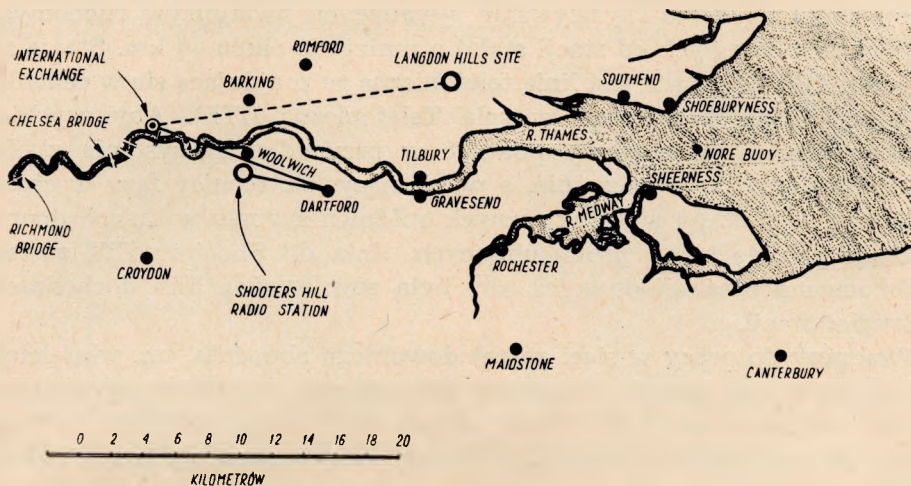 INTERNATIONAL
EXCHANGE
ROMFORD
BARKING
LANGDON HILLS SITE
SOUTHEND
SHOEBURYNESS
CHELSEA BRIDGE
R. THAMES
WOOLWICH
TILBURY
NORE BUOY
SHEERNESS
DARTFORD
GRAVESEND
R. MEDWAY
RICHMOND
BRIDGE
CROYDON
ROCHESTER
SHOOTERS HILL
RADIO STATION
MAIDSTONE
CANTERBURY
0 2 4 6 8 10 12 14 16 18 20
KILOMETRÓW